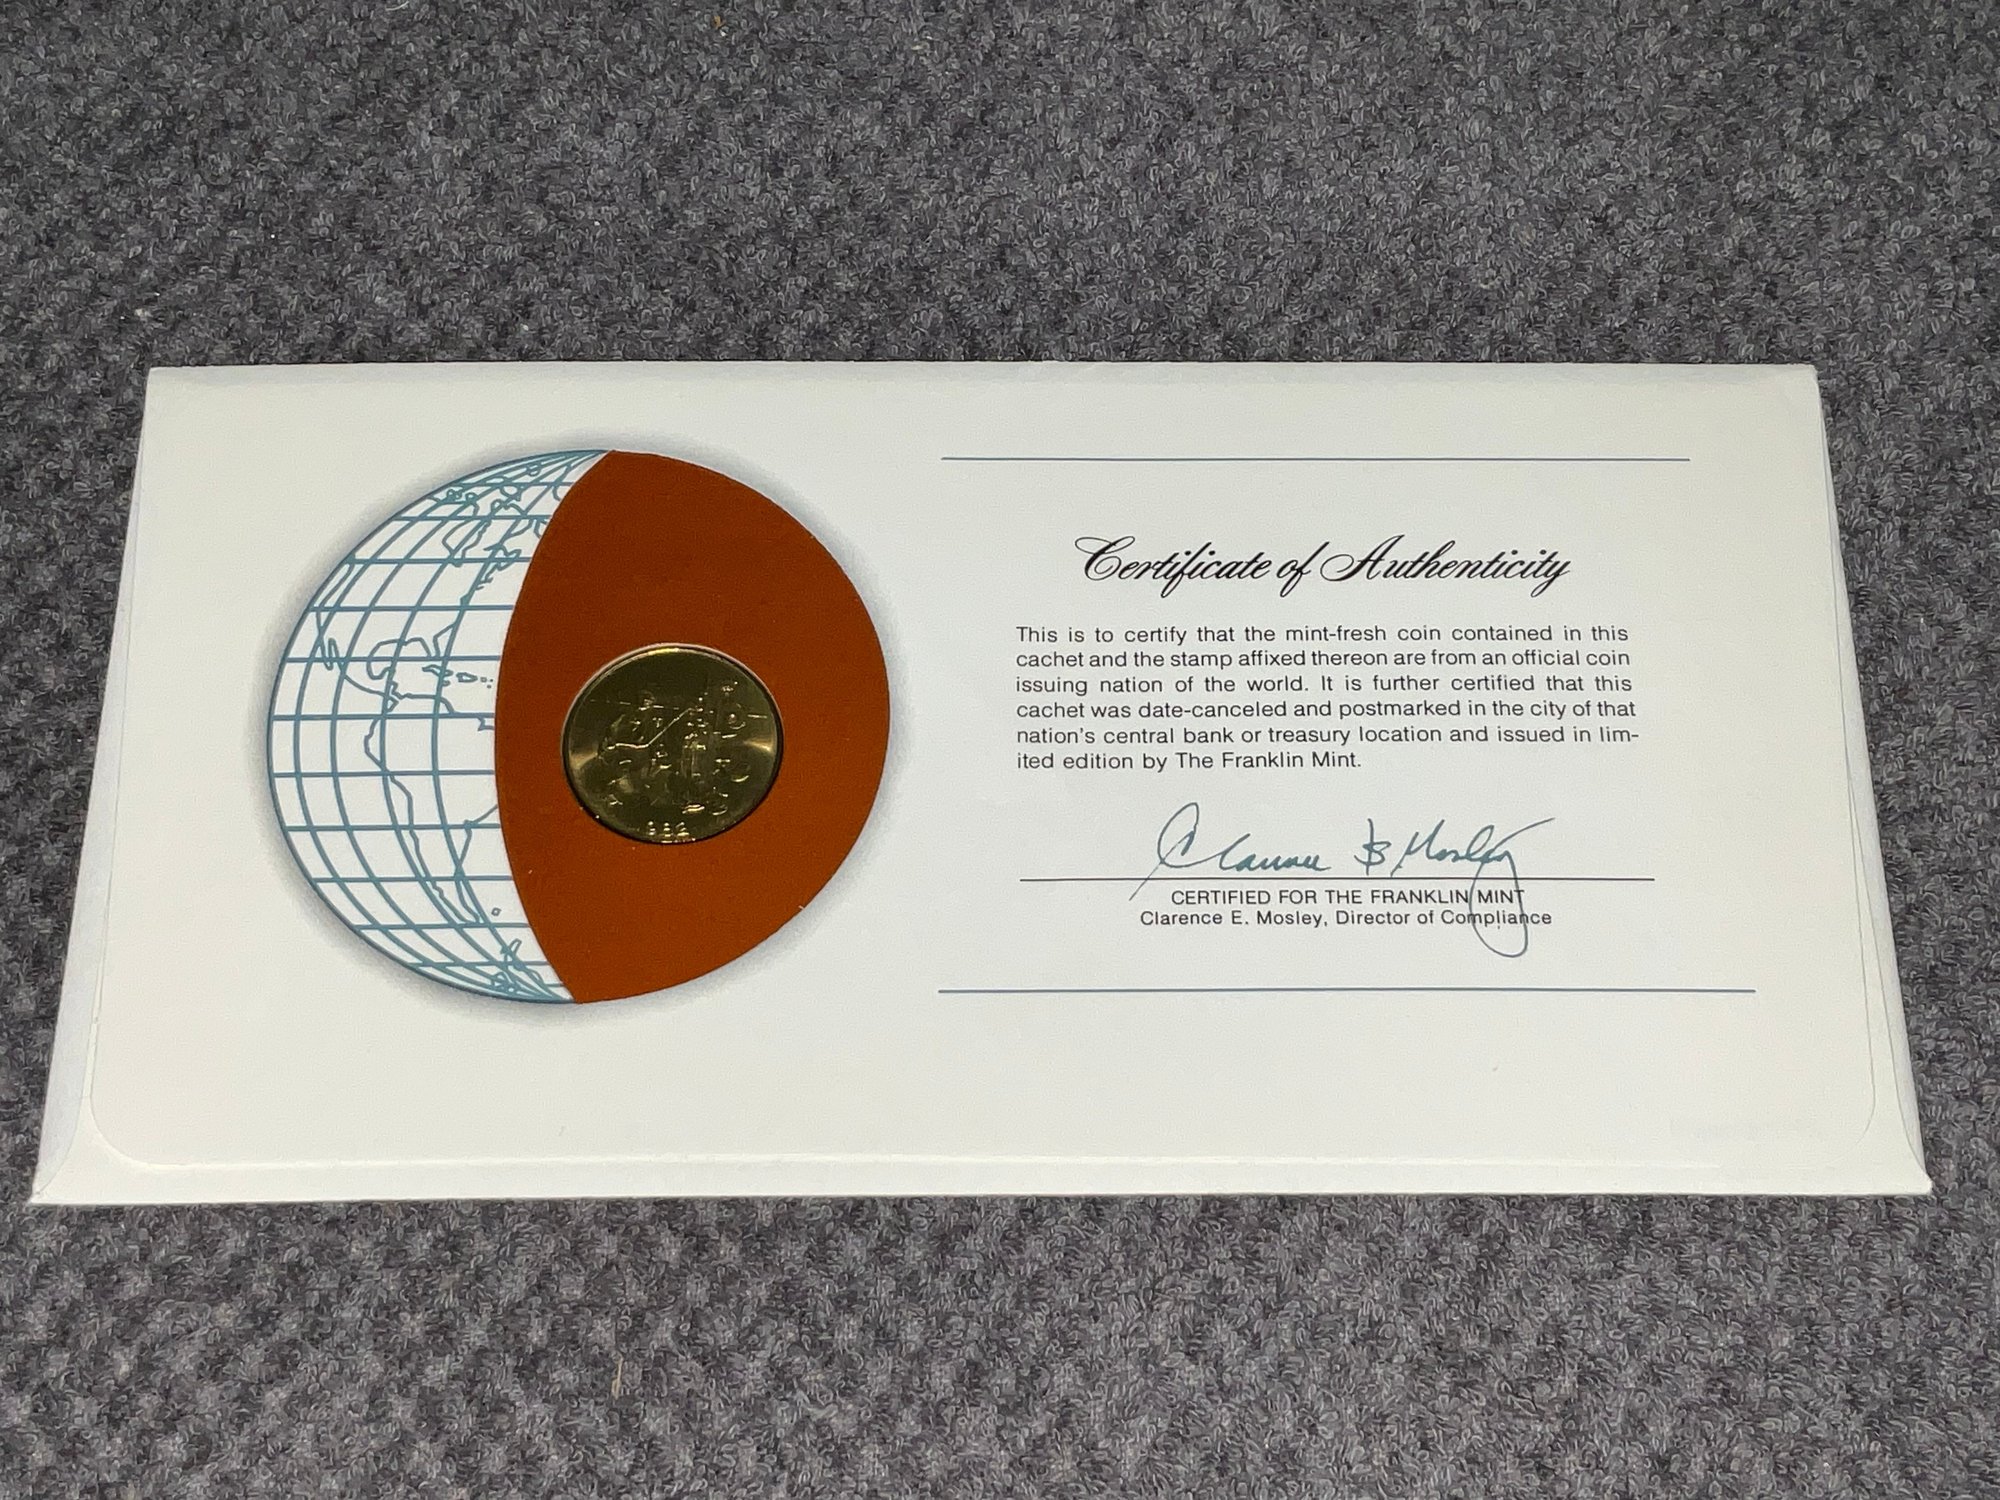 Certificate of Authenticity
This is to certify that the mint-fresh coin contained in this
cachet and the stamp affixed thereon are from an official coin
issuing nation of the world. It is further certified that this
cachet was date-canceled and postmarked in the city of that
nation's central bank or treasury location and issued in lim-
ited edition by The Franklin Mint.
CERTIFIED FOR THE FRANKLIN MINT
Clarence E. Mosley, Director of Compliance